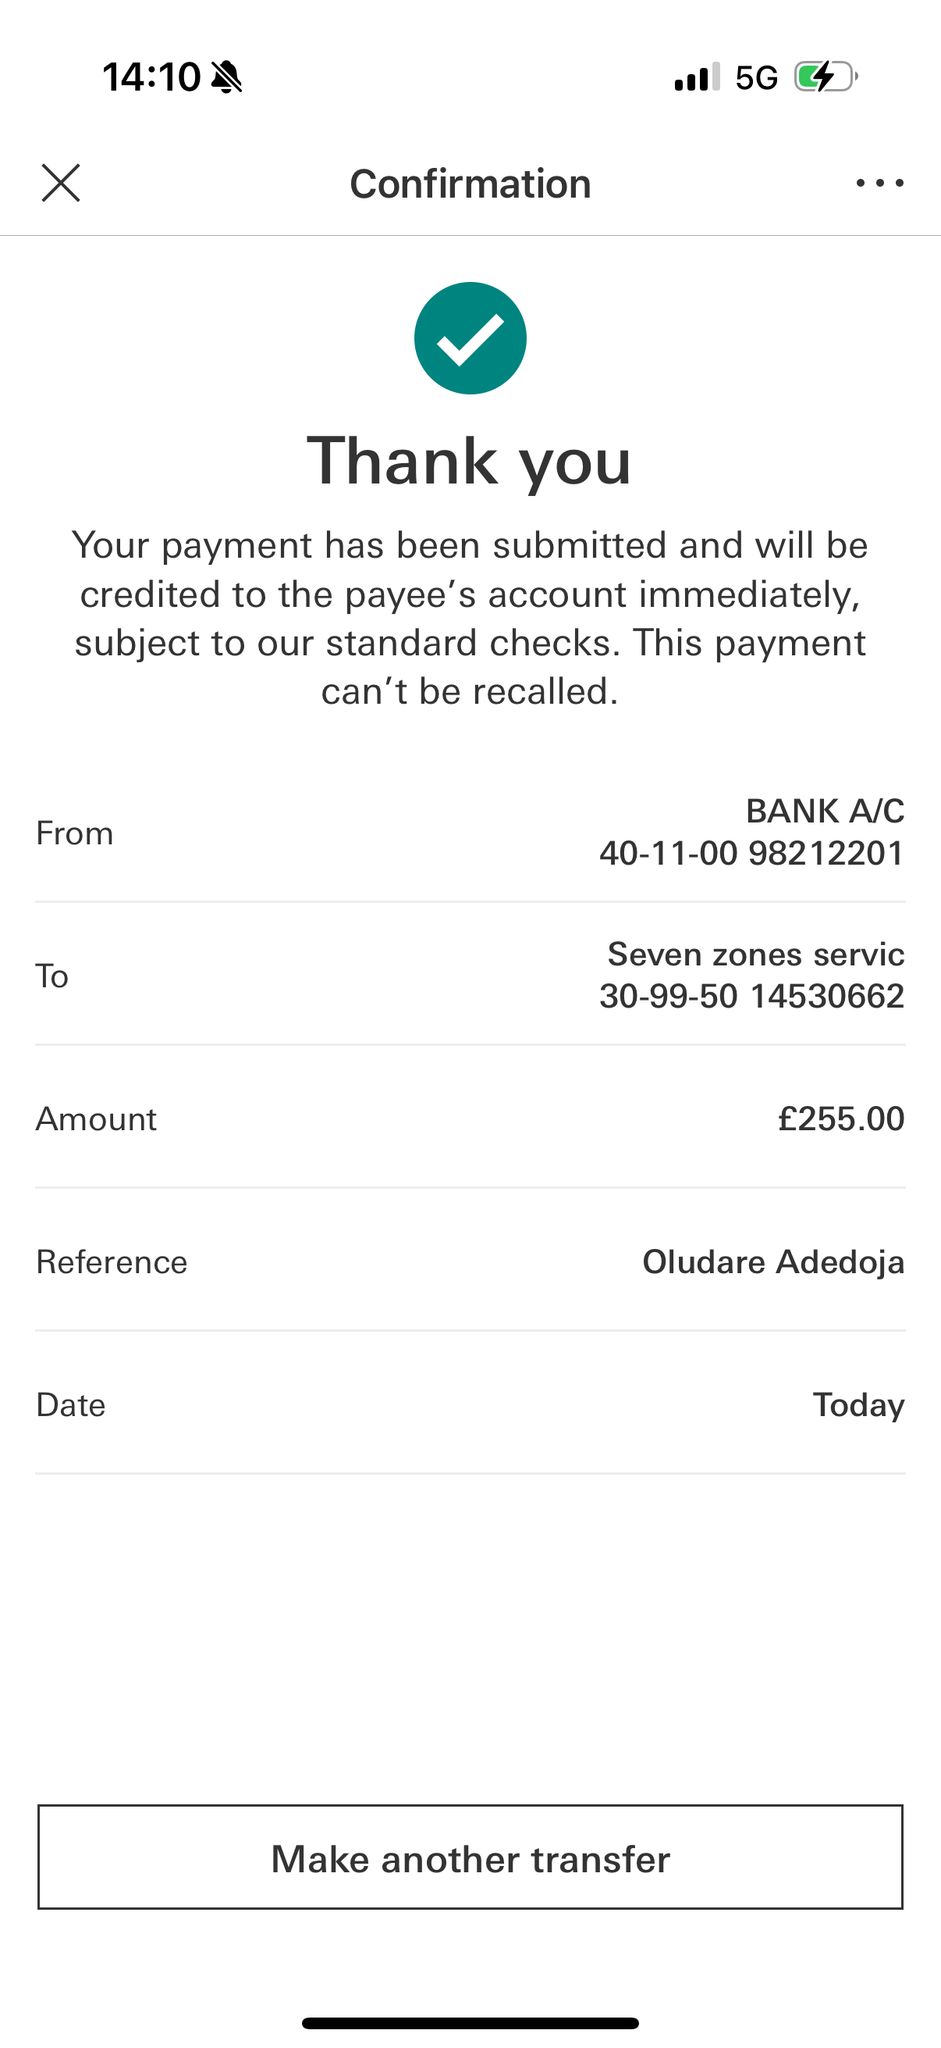 14:10
5G
Confirmation
Thank you
Your payment has been submitted and will be
credited to the payee’s account immediately,
subject to our standard checks. This payment
can’t be recalled.
From
BANK A/C
40-11-00 98212201
To
Seven zones servic
30-99-50 14530662
Amount
£255.00
Reference
Oludare Adedoja
Date
Today
Make another transfer